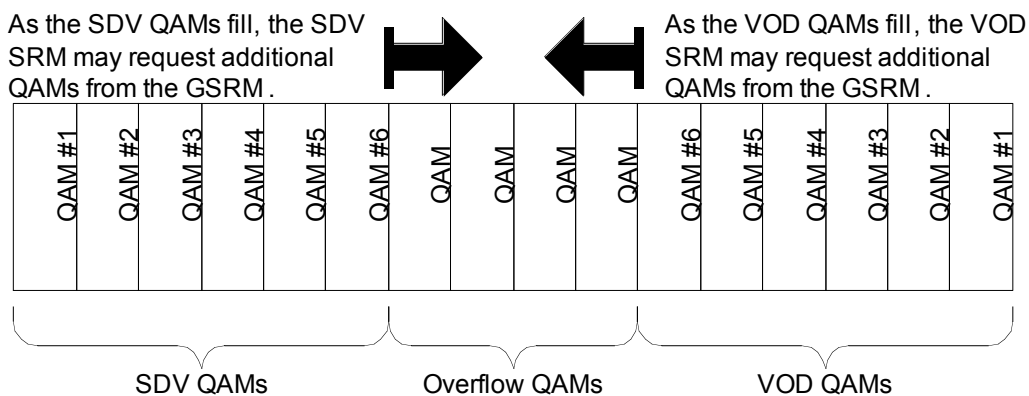 As the SDV QAMs fill, the SDV
SRM may request additional
QAMs from the GSRM .
As the VOD QAMs fill, the VOD
SRM may request additional
QAMs from the GSRM .
QAM #1
QAM #2
QAM #3
QAM #4
QAM #5
QAM #6
QAM
QAM
QAM
QAM
QAM #6
QAM #5
QAM #4
QAM #3
QAM #2
QAM #1
SDV QAMs
Overflow QAMs
VOD QAMs